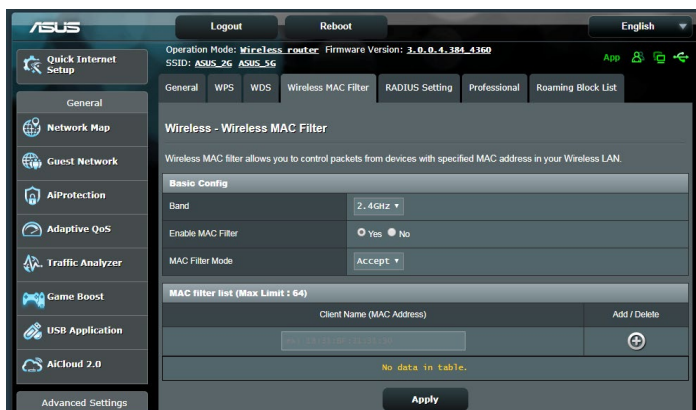 ASUS
Logout
Reboot
English
Quick Internet
Setup
Operation Mode: Wireless router Firmware Version: 3.0.0.4.384_4360
SSID: ASUS_2G ASUS_5G
App
General
WPS
WDS
Wireless MAC Filter
RADIUS Setting
Professional
Roaming Block List
General
Network Map
Guest Network
AiProtection
Adaptive QoS
Traffic Analyzer
Game Boost
USB Application
AiCloud 2.0
Advanced Settings
Wireless - Wireless MAC Filter
Wireless MAC filter allows you to control packets from devices with specified MAC address in your Wireless LAN.
Basic Config
Band
2.4GHz
Enable MAC Filter
Yes No
MAC Filter Mode
Accept
MAC filter list (Max Limit : 64)
Client Name (MAC Address)
Add / Delete
No data in table.
Apply